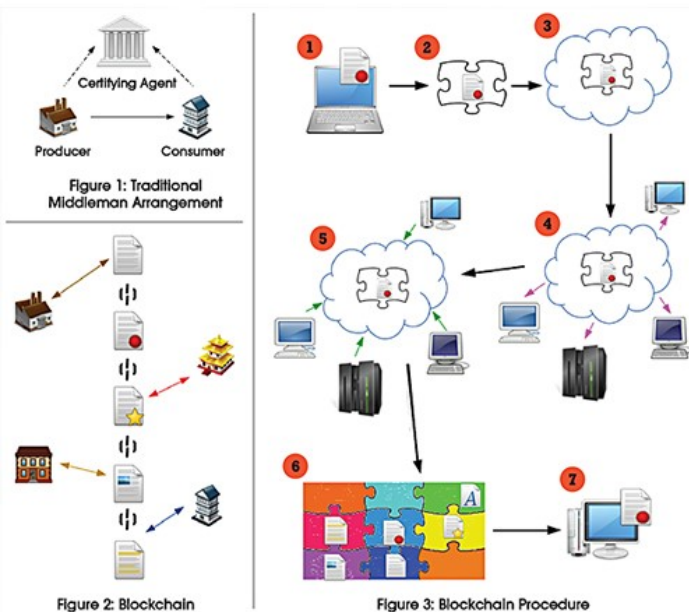 Certifying Agent
Producer
Consumer
Figure 1: Traditional
Middleman Arrangement
Figure 2: Blockchain
1
2
3
4
5
6
A
7
Figure 3: Blockchain Procedure